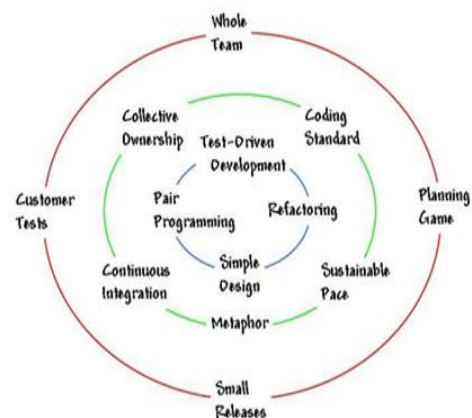 Whole
Team
Collective
Ownership
Coding
Standard
Test-Driven
Development
Customer
Tests
Pair
Programming
Refactoring
Planning
Game
Continuous
Integration
Simple
Design
Sustainable
Pace
Metaphor
Small
Releases